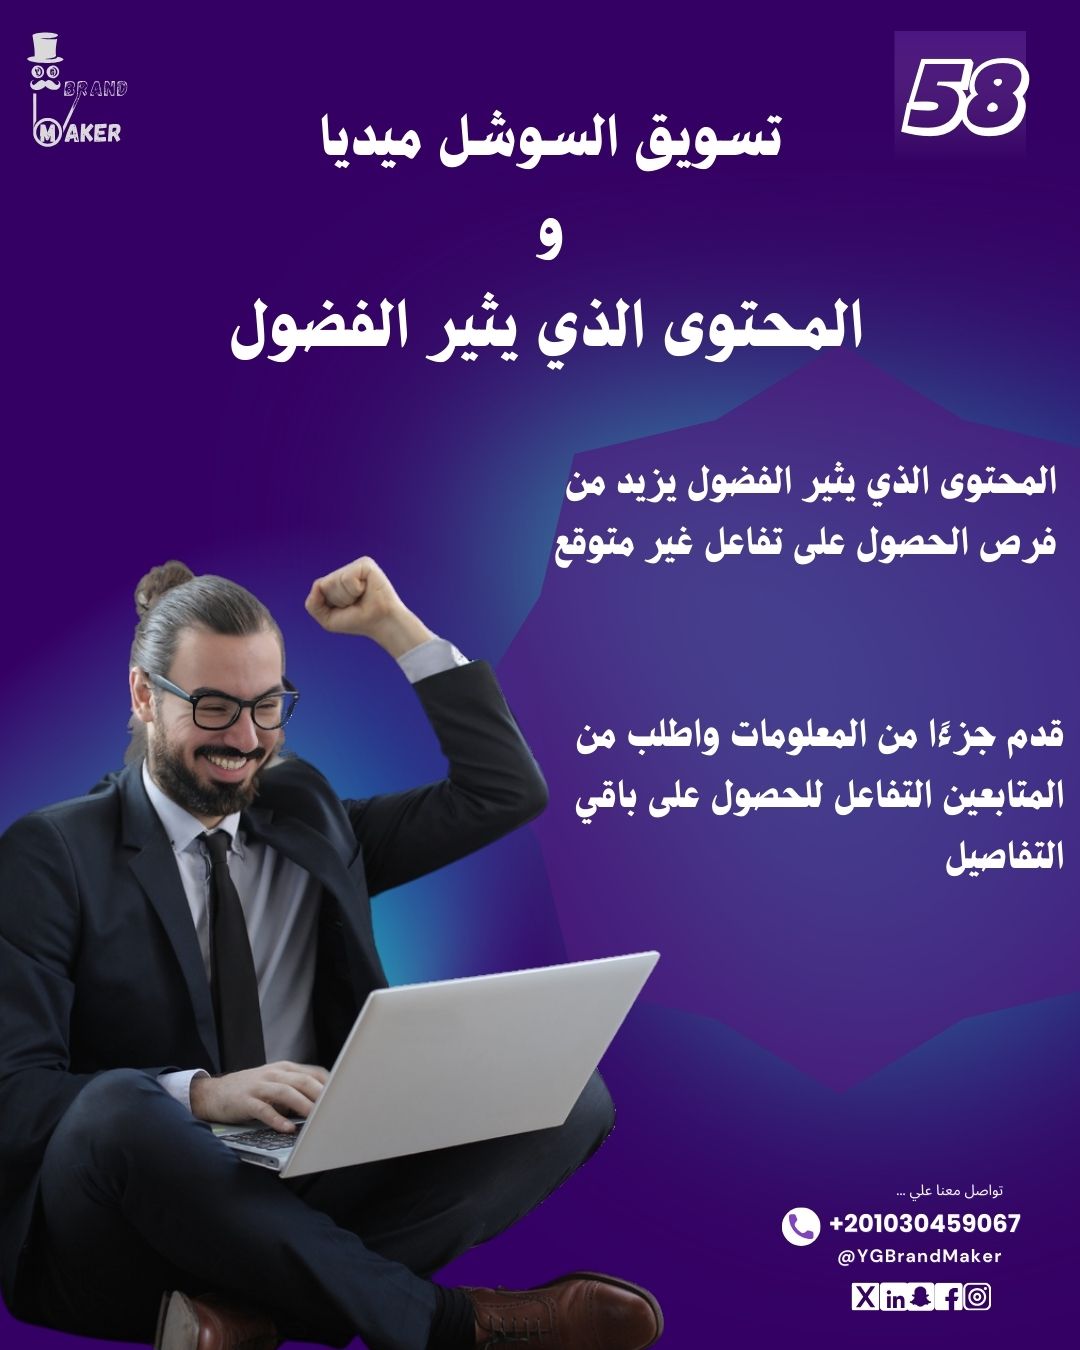 BRAND
MAKER
58
تسويق السوشل ميديا
و
المحتوى الذي يثير الفضول
المحتوى الذي يثير الفضول يزيد من
فرص الحصول على تفاعل غير متوقع
قدم جزءًا من المعلومات واطلب من
المتابعين التفاعل للحصول على باقي
التفاصيل
تواصل معنا علي ...
+201030459067
@YGBrandMaker